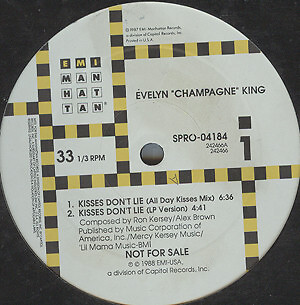 ℗ 1987 EMI-Manhattan Records,
a division of Capitol Records, Inc.
Printed in U.S.A.
EMI
MAN
HAT
TAN
EVELYN "CHAMPAGNE" KING
SPRO-04184
242466A
242466
33 1/3 RPM
1
1. KISSES DON'T LIE (All Day Kisses Mix) 6:36
2. KISSES DON'T LIE (LP Version) 4:41
Composed by Ron Kersey/Alex Brown
Published by Music Corporation of
America, Inc./Mercy Kersey Music/
'Lil Mama Music-BMI
NOT FOR SALE
℗ © 1988 EMI-USA,
a division of Capitol Records, Inc.